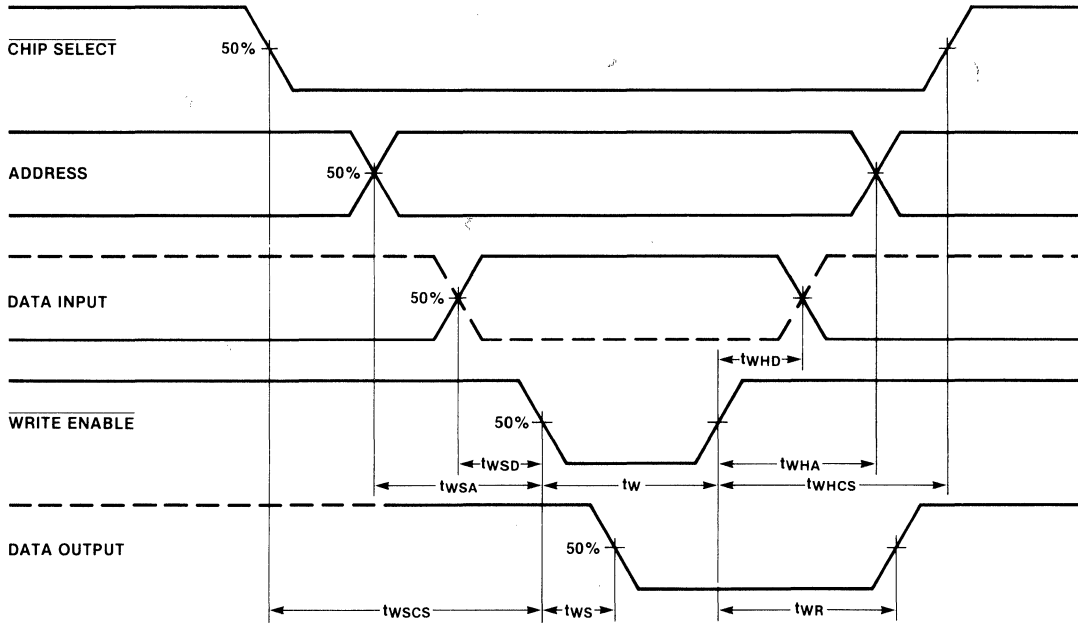 CHIP SELECT
50%
ADDRESS
50%
DATA INPUT
50%
tWHD
WRITE ENABLE
50%
tWSD
tWHA
tWSA
tW
tWHCS
DATA OUTPUT
50%
tWSCS
tWS
tWR